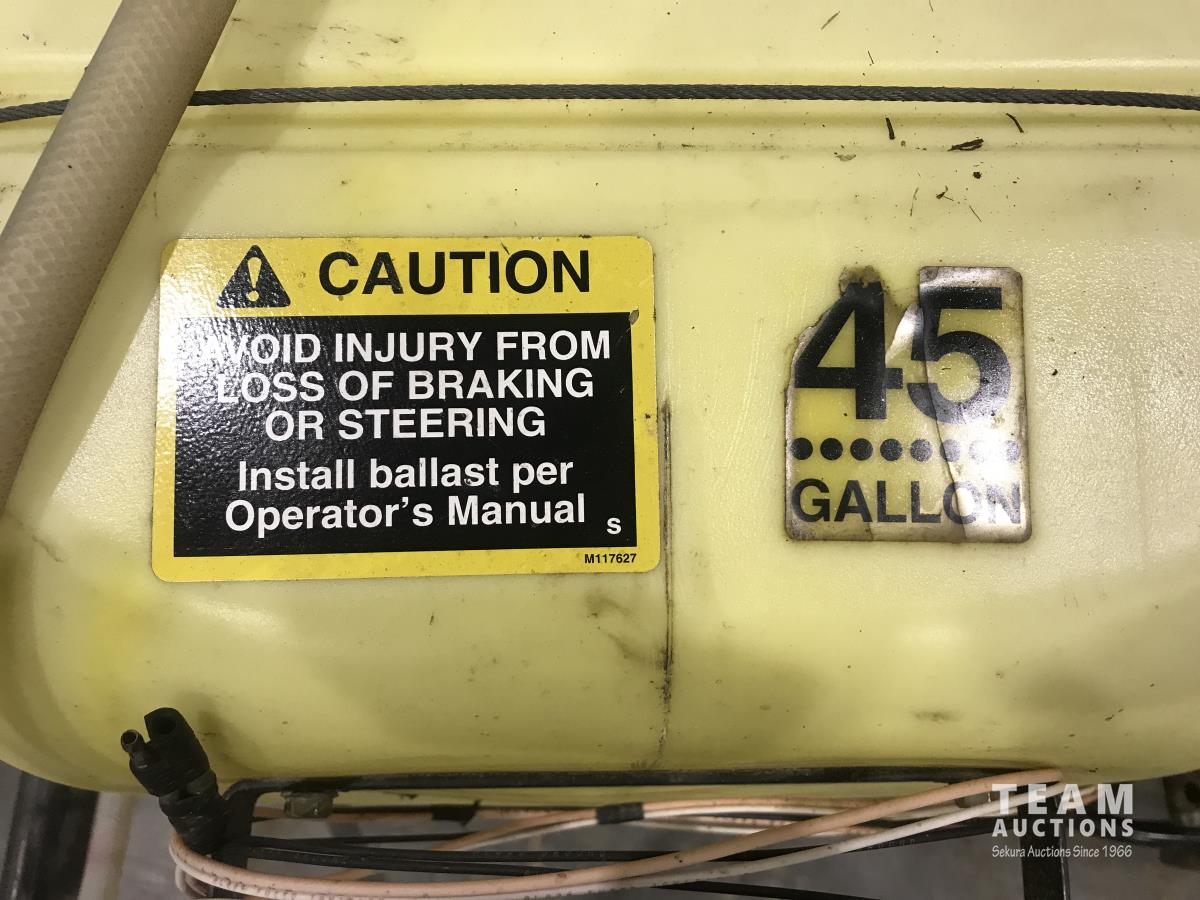 CAUTION
AVOID INJURY FROM
LOSS OF BRAKING
OR STEERING
Install ballast per
Operator's Manual
S
M117627
45
GALLON
TEAM
AUCTIONS
Sekura Auctions Since 1966